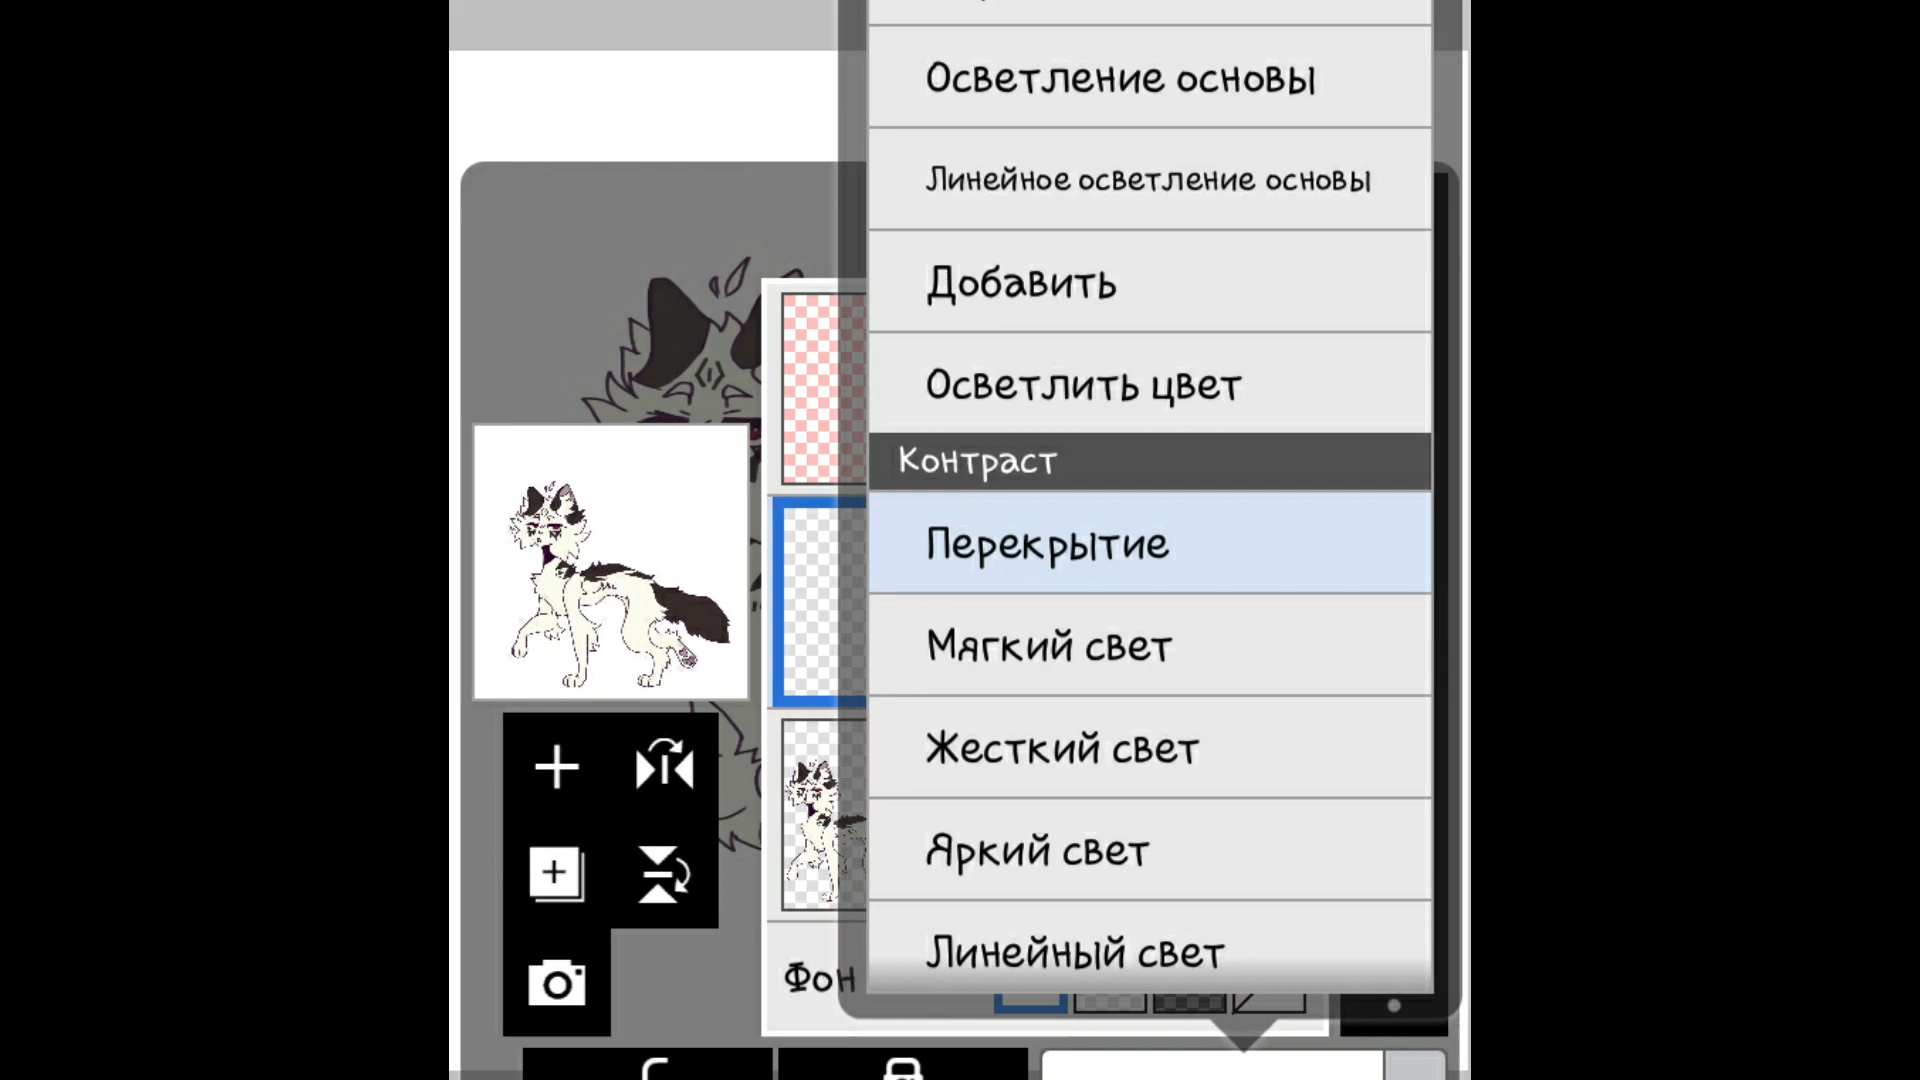 Осветление основы
Линейное осветление основы
Добавить
Осветлить цвет
Контраст
Перекрытие
Мягкий свет
Жесткий свет
Яркий свет
Линейный свет
Фон